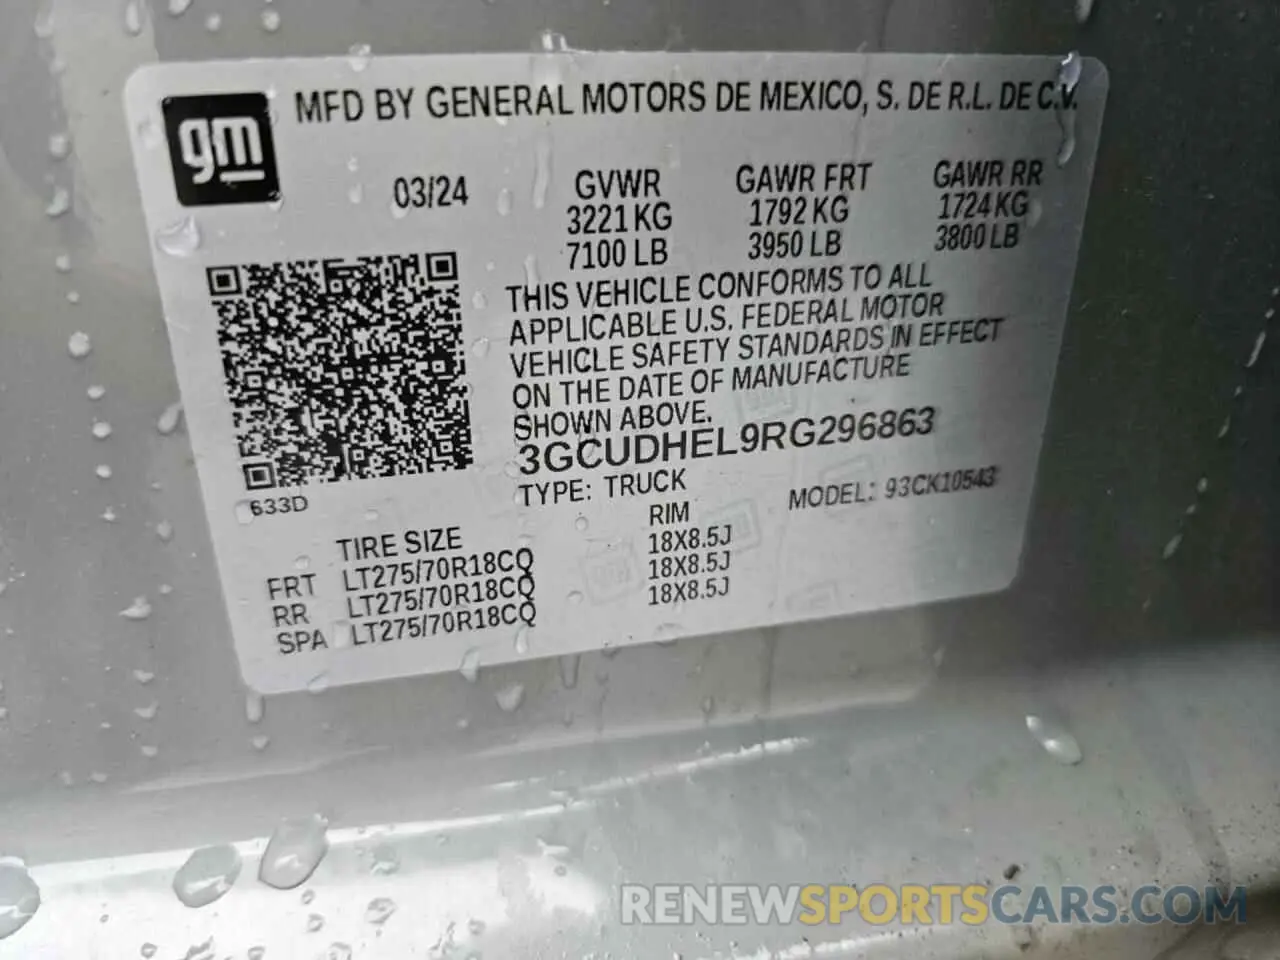 gm
MFD BY GENERAL MOTORS DE MEXICO, S. DE R.L. DE C.V.
03/24
GVWR GAWR FRT GAWR RR
3221 KG 1792 KG 1724 KG
7100 LB 3950 LB 3800 LB
THIS VEHICLE CONFORMS TO ALL
APPLICABLE U.S. FEDERAL MOTOR
VEHICLE SAFETY STANDARDS IN EFFECT
ON THE DATE OF MANUFACTURE
SHOWN ABOVE.
3GCUDHEL9RG296863
TYPE: TRUCK MODEL: 93CK10543
633D
TIRE SIZE RIM
FRT LT275/70R18CQ 18X8.5J
RR LT275/70R18CQ 18X8.5J
SPA LT275/70R18CQ 18X8.5J
RENEWSPORTSCARS.COM